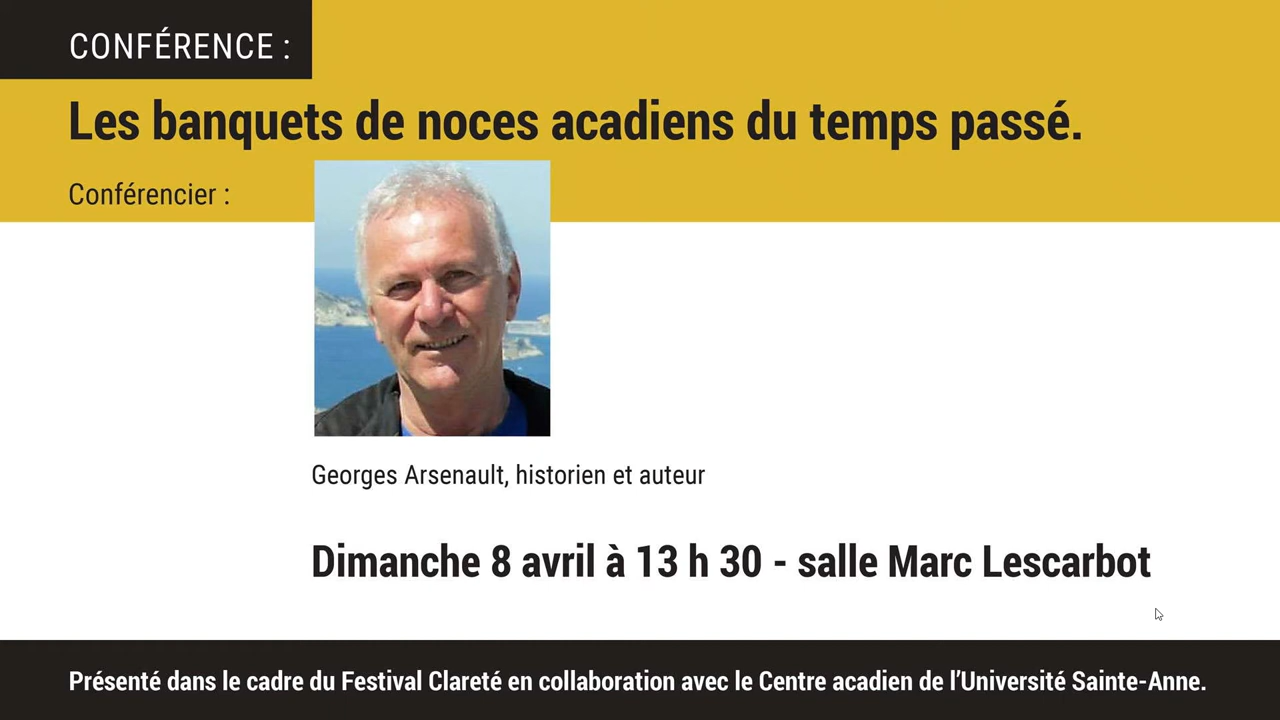 CONFÉRENCE :
Les banquets de noces acadiens du temps passé.
Conférencier :
Georges Arsenault, historien et auteur
Dimanche 8 avril à 13 h 30 - salle Marc Lescarbot
Présenté dans le cadre du Festival Clareté en collaboration avec le Centre acadien de l’Université Sainte-Anne.